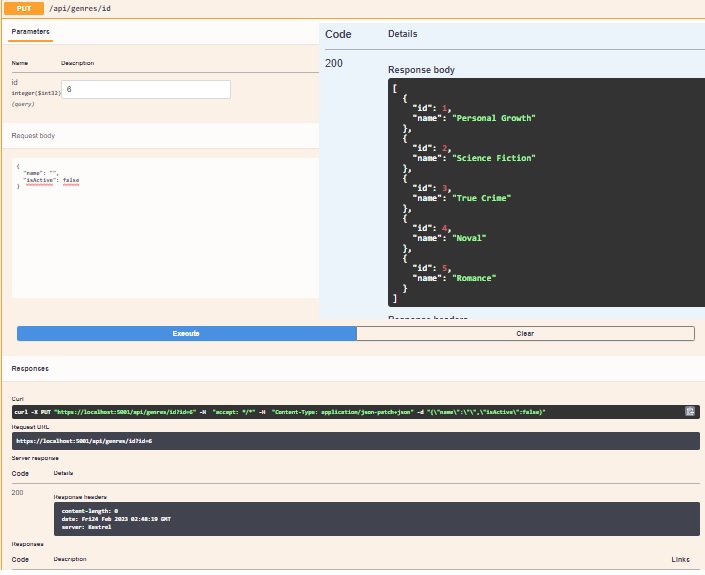 PUT /api/genres/id
Parameters
Name Description
id
integer($int32)
(query)
6
Request body
{
"name": "",
"isActive": false
}
Code Details
200
Response body
[
{
"id": 1,
"name": "Personal Growth"
},
{
"id": 2,
"name": "Science Fiction"
},
{
"id": 3,
"name": "True Crime"
},
{
"id": 4,
"name": "Noval"
},
{
"id": 5,
"name": "Romance"
}
]
Response headers
Execute Clear
Responses
Curl
curl -X PUT "https://localhost:5001/api/genres/id?id=6" -H "accept: */*" -H "Content-Type: application/json-patch+json" -d "{\"name\":\"\",\"isActive\":false}"
Request URL
https://localhost:5001/api/genres/id?id=6
Server response
Code Details
200
Response headers
content-length: 0
date: Fri24 Feb 2023 02:48:19 GMT
server: Kestrel
Responses
Code Description Links